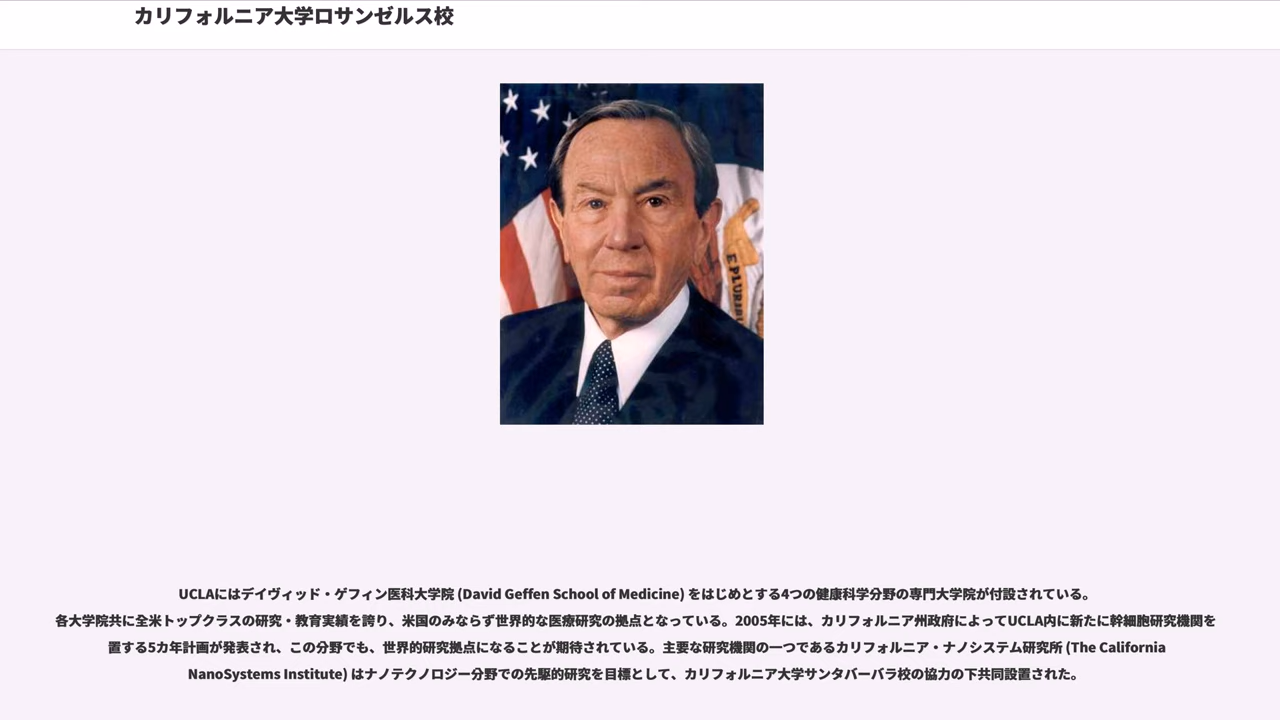 カリフォルニア大学ロサンゼルス校
E PLURIBU
UCLAにはデイヴィッド・ゲフィン医科大学院 (David Geffen School of Medicine) をはじめとする4つの健康科学分野の専門大学院が付設されている。
各大学院共に全米トップクラスの研究・教育実績を誇り、米国のみならず世界的な医療研究の拠点となっている。2005年には、カリフォルニア州政府によってUCLA内に新たに幹細胞研究機関を
置する5カ年計画が発表され、この分野でも、世界的研究拠点になることが期待されている。主要な研究機関の一つであるカリフォルニア・ナノシステム研究所 (The California
NanoSystems Institute) はナノテクノロジー分野での先駆的研究を目標として、カリフォルニア大学サンタバーバラ校の協力の下共同設置された。